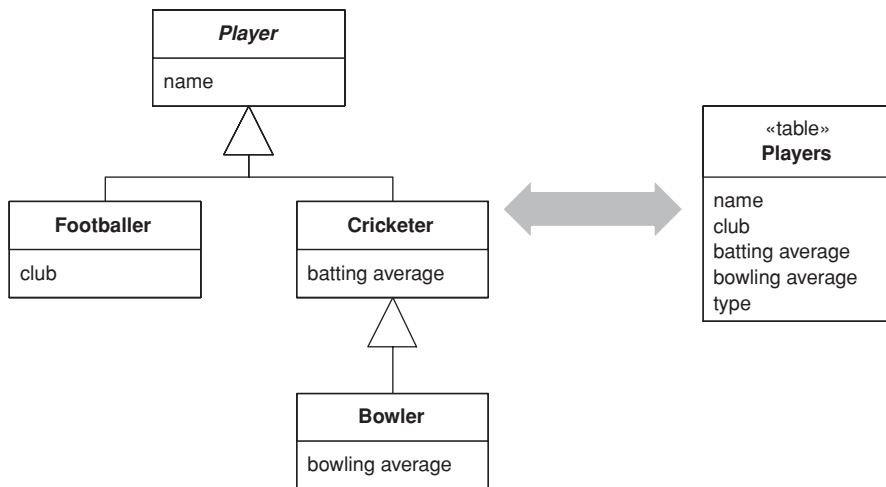 Player
name
Footballer
club
Cricketer
batting average
Bowler
bowling average
«table»
Players
name
club
batting average
bowling average
type